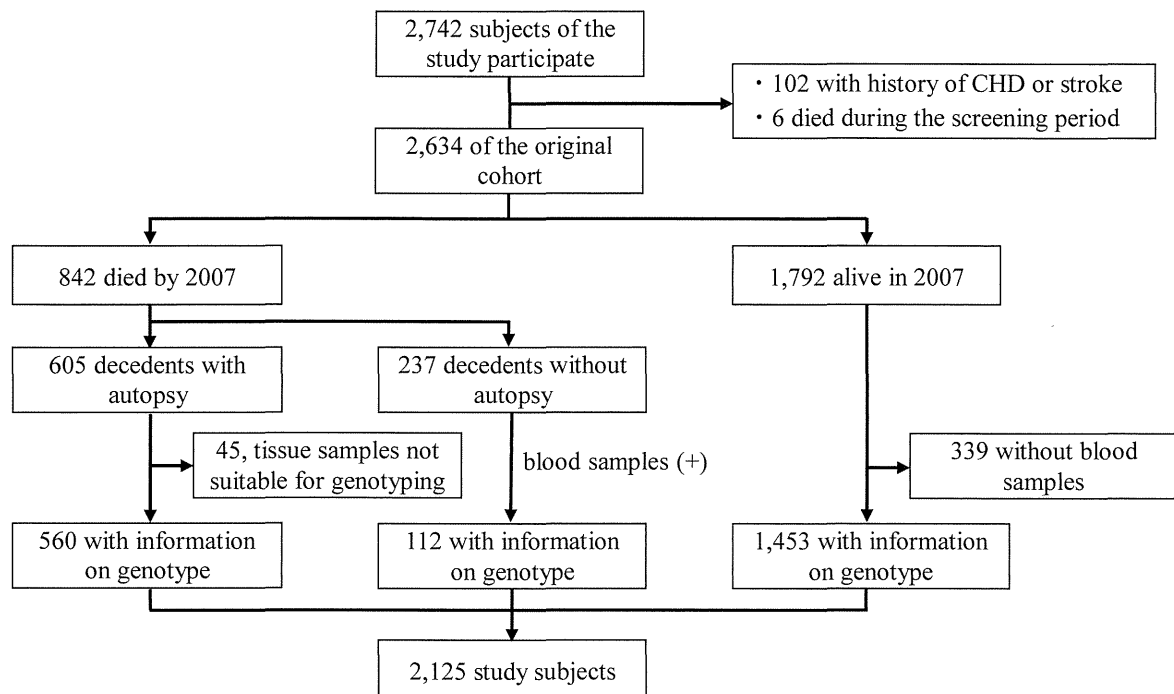 2,742 subjects of the
study participate
・102 with history of CHD or stroke
・6 died during the screening period
2,634 of the original
cohort
842 died by 2007
1,792 alive in 2007
605 decedents with
autopsy
237 decedents without
autopsy
45, tissue samples not
suitable for genotyping
blood samples (+)
339 without blood
samples
560 with information
on genotype
112 with information
on genotype
1,453 with information
on genotype
2,125 study subjects